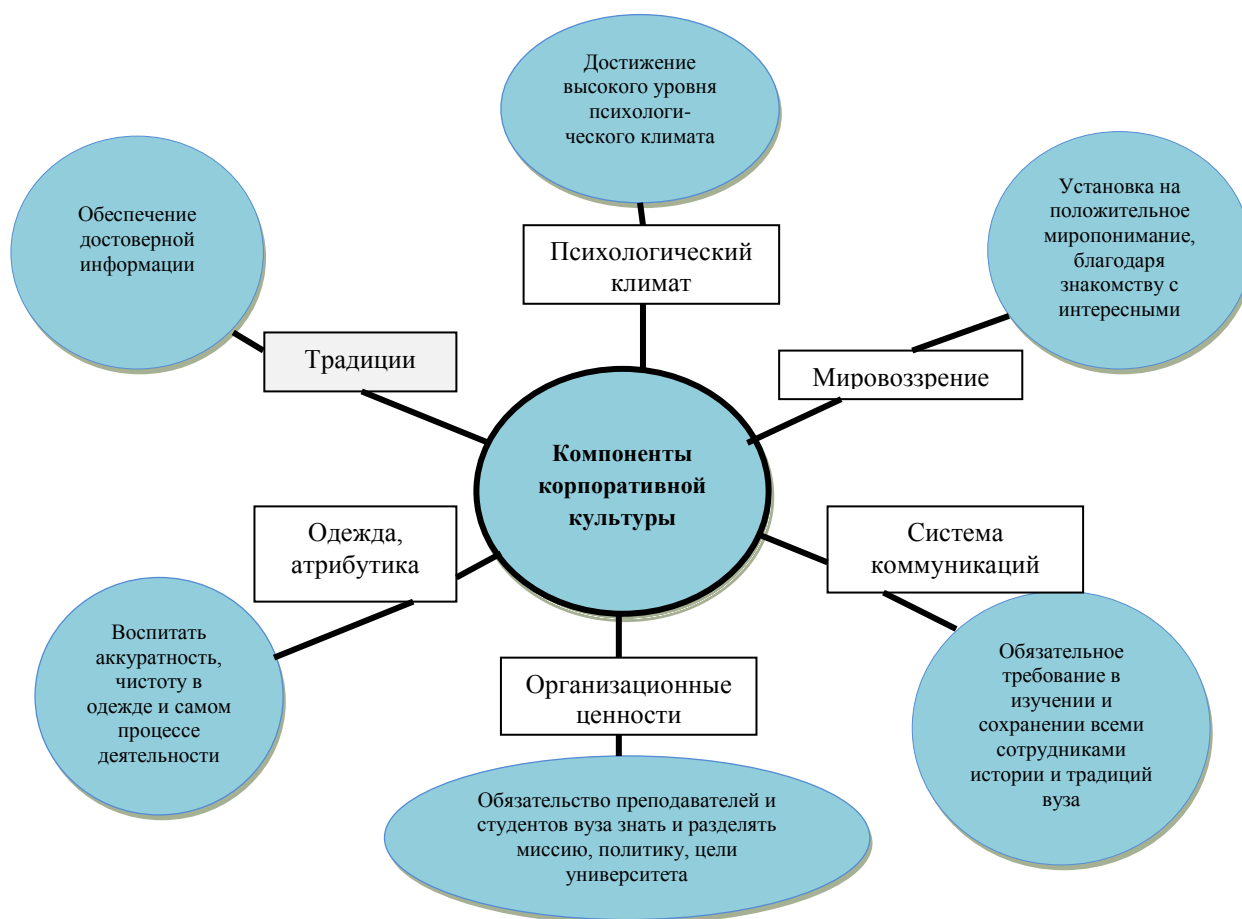 Достижение
высокого уровня
психологи-
ческого климата
Психологический
климат
Установка на
положительное
миропонимание,
благодаря
знакомству с
интересными
Мировоззрение
Обеспечение
достоверной
информации
Традиции
Компоненты
корпоративной
культуры
Одежда,
атрибутика
Воспитать
аккуратность,
чистоту в
одежде и самом
процессе
деятельности
Система
коммуникаций
Обязательное
требование в
изучении и
сохранении всеми
сотрудниками
истории и традиций
вуза
Организационные
ценности
Обязательство преподавателей и
студентов вуза знать и разделять
миссию, политику, цели
университета